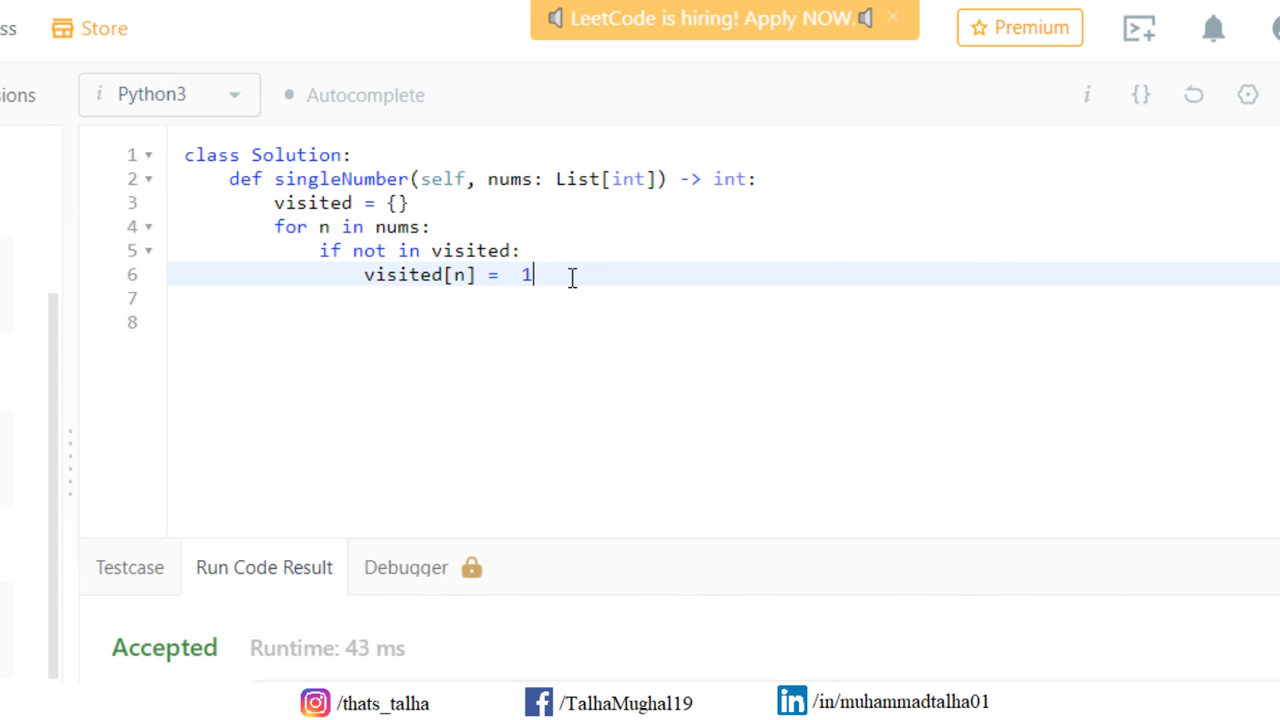 ss
Store
LeetCode is hiring! Apply NOW.
Premium
ions
i Python3
Autocomplete
i {}
1 class Solution:
2 def singleNumber(self, nums: List[int]) -> int:
3 visited = {}
4 for n in nums:
5 if not in visited:
6 visited[n] =  1
7
8
Testcase
Run Code Result
Debugger
Accepted
Runtime: 43 ms
/thats_talha
/TalhaMughal19
/in/muhammadtalha01